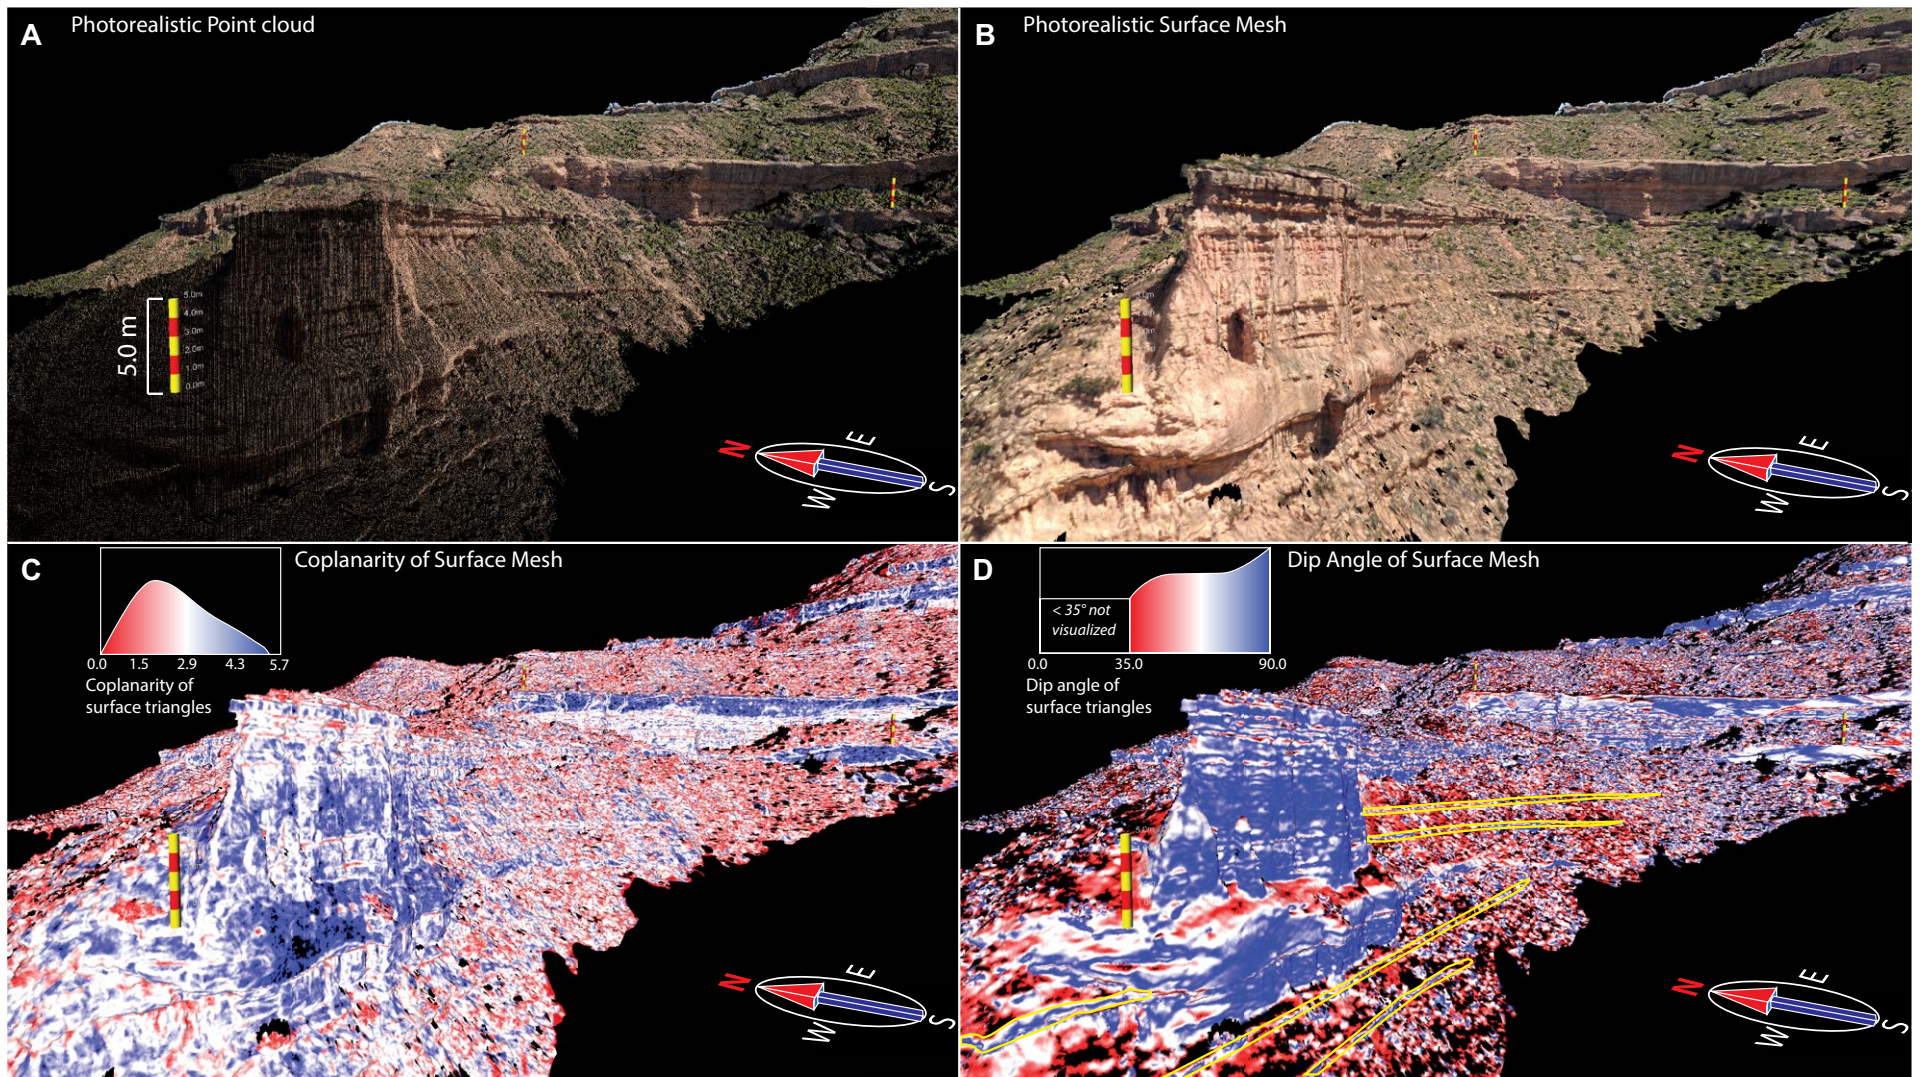 A
Photorealistic Point cloud
5.0 m
5.0m
4.0m
3.0m
2.0m
1.0m
0.0m
N
E
W
S
B
Photorealistic Surface Mesh
N
E
W
S
C
Coplanarity of Surface Mesh
0.0 1.5 2.9 4.3 5.7
Coplanarity of
surface triangles
N
E
W
S
D
Dip Angle of Surface Mesh
< 35° not
visualized
0.0 35.0 90.0
Dip angle of
surface triangles
N
E
W
S